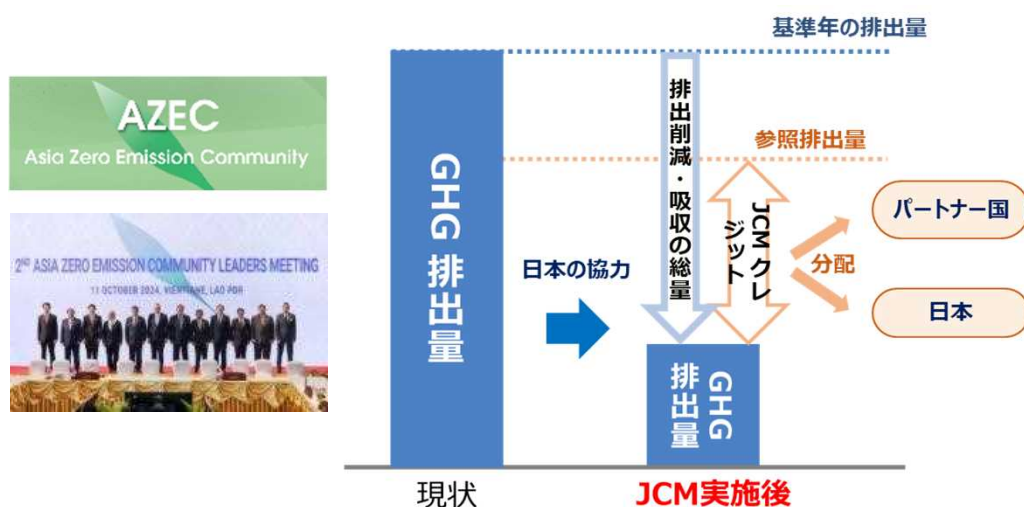 AZEC
Asia Zero Emission Community
2ND ASIA ZERO EMISSION COMMUNITY LEADERS MEETING
11 OCTOBER 2024, VIENTIANE, LAO PDR
基準年の排出量
参照排出量
GHG 排出量
日本の協力
排出削減・吸収の総量
JCM クレ
ジット
分配
パートナー国
日本
GHG
排出量
現状
JCM実施後